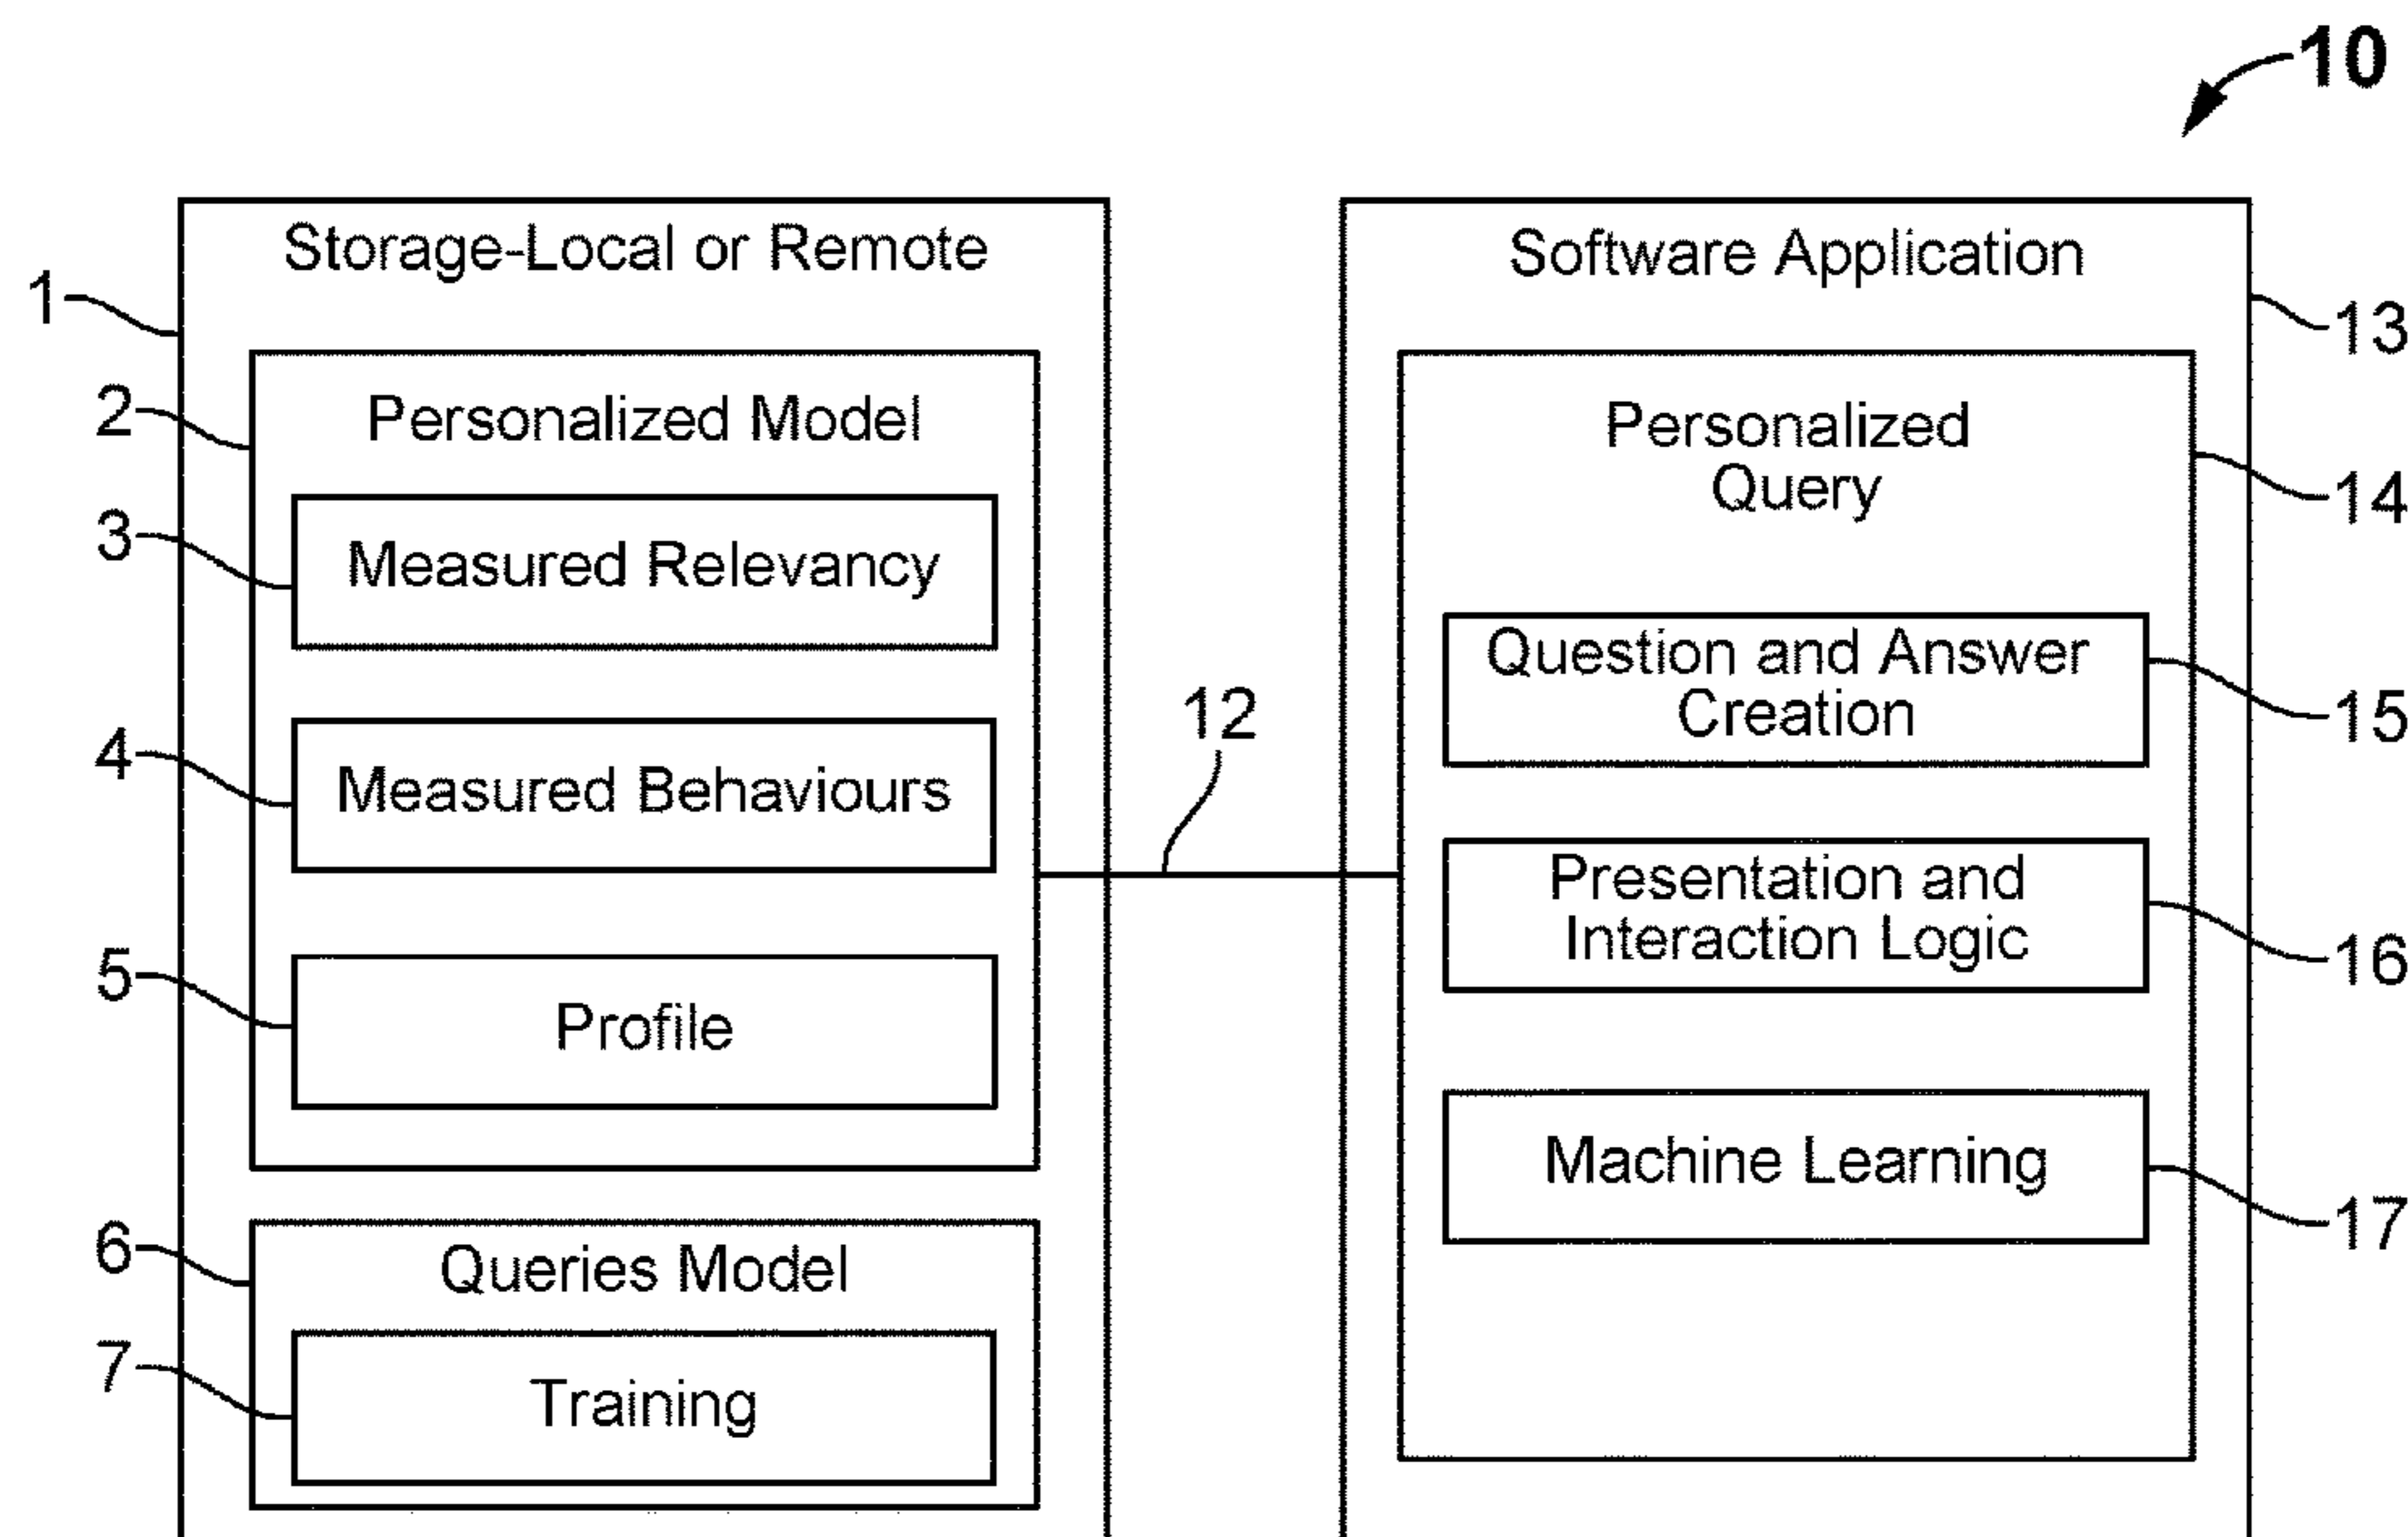 10
Storage-Local or Remote
1
2
Personalized Model
3
Measured Relevancy
4
Measured Behaviours
5
Profile
6
Queries Model
7
Training
12
Software Application
13
Personalized
Query
14
Question and Answer
Creation
15
Presentation and
Interaction Logic
16
Machine Learning
17